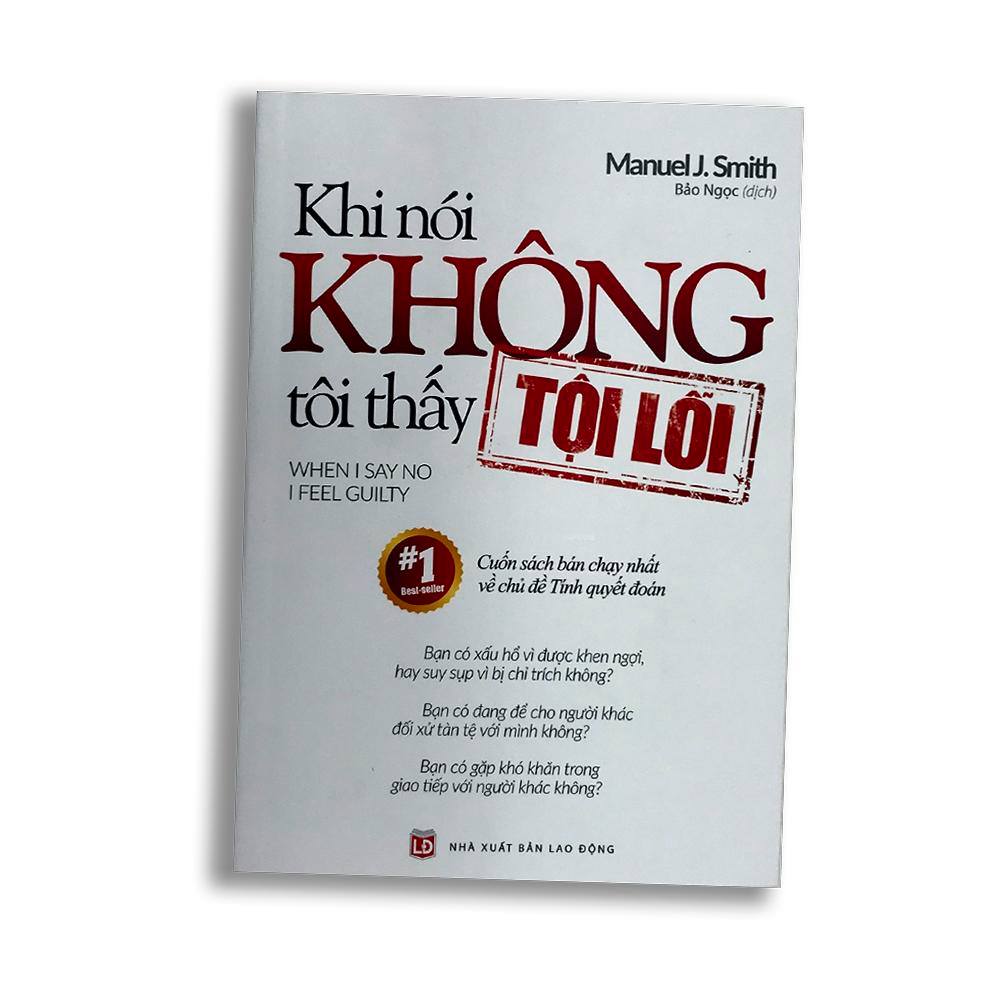 Manuel J. Smith
Bảo Ngọc (dịch)
Khi nói
KHÔNG
tôi thấy
TỘI LỖI
WHEN I SAY NO
I FEEL GUILTY
#1
Best-seller
Cuốn sách bán chạy nhất
về chủ đề Tính quyết đoán
Bạn có xấu hổ vì được khen ngợi,
hay suy sụp vì bị chỉ trích không?
Bạn có đang để cho người khác
đối xử tàn tệ với mình không?
Bạn có gặp khó khăn trong
giao tiếp với người khác không?
LĐ
NHÀ XUẤT BẢN LAO ĐỘNG